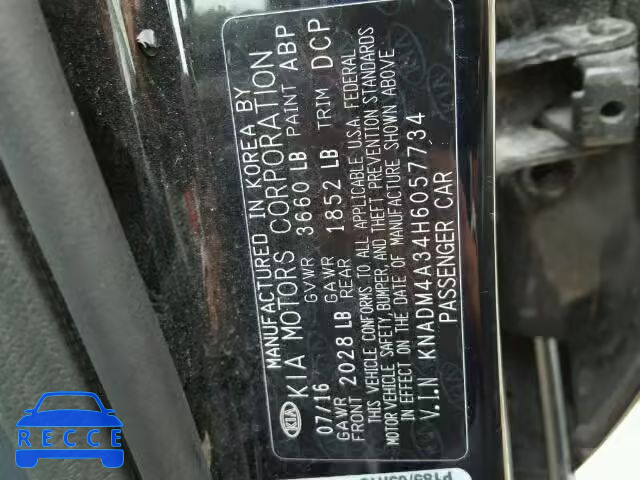 MANUFACTURED IN KOREA BY
KIA KIA MOTORS CORPORATION
07/16 GVWR 3660 LB PAINT ABP
GAWR FRONT 2028 LB GAWR REAR 1852 LB TRIM DCP
THIS VEHICLE CONFORMS TO ALL APPLICABLE U.S.A. FEDERAL
MOTOR VEHICLE SAFETY, BUMPER, AND THEFT PREVENTION STANDARDS
IN EFFECT ON THE DATE OF MANUFACTURE SHOWN ABOVE
V.I.N KNADM4A34H6057734
PASSENGER CAR
RECCE